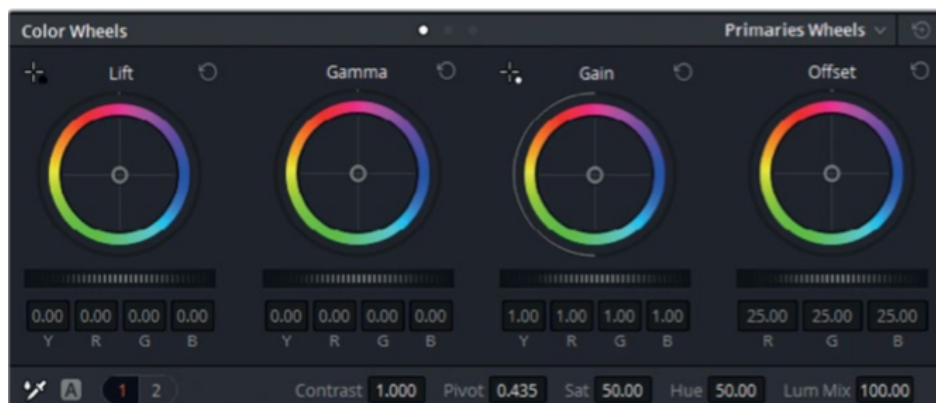 Color Wheels Primaries Wheels
Lift Gamma Gain Offset
0.00 0.00 0.00 0.00 0.00 0.00 0.00 0.00 1.00 1.00 1.00 1.00 25.00 25.00 25.00
Y R G B Y R G B Y R G B R G B
A 1 2 Contrast 1.000 Pivot 0.435 Sat 50.00 Hue 50.00 Lum Mix 100.00